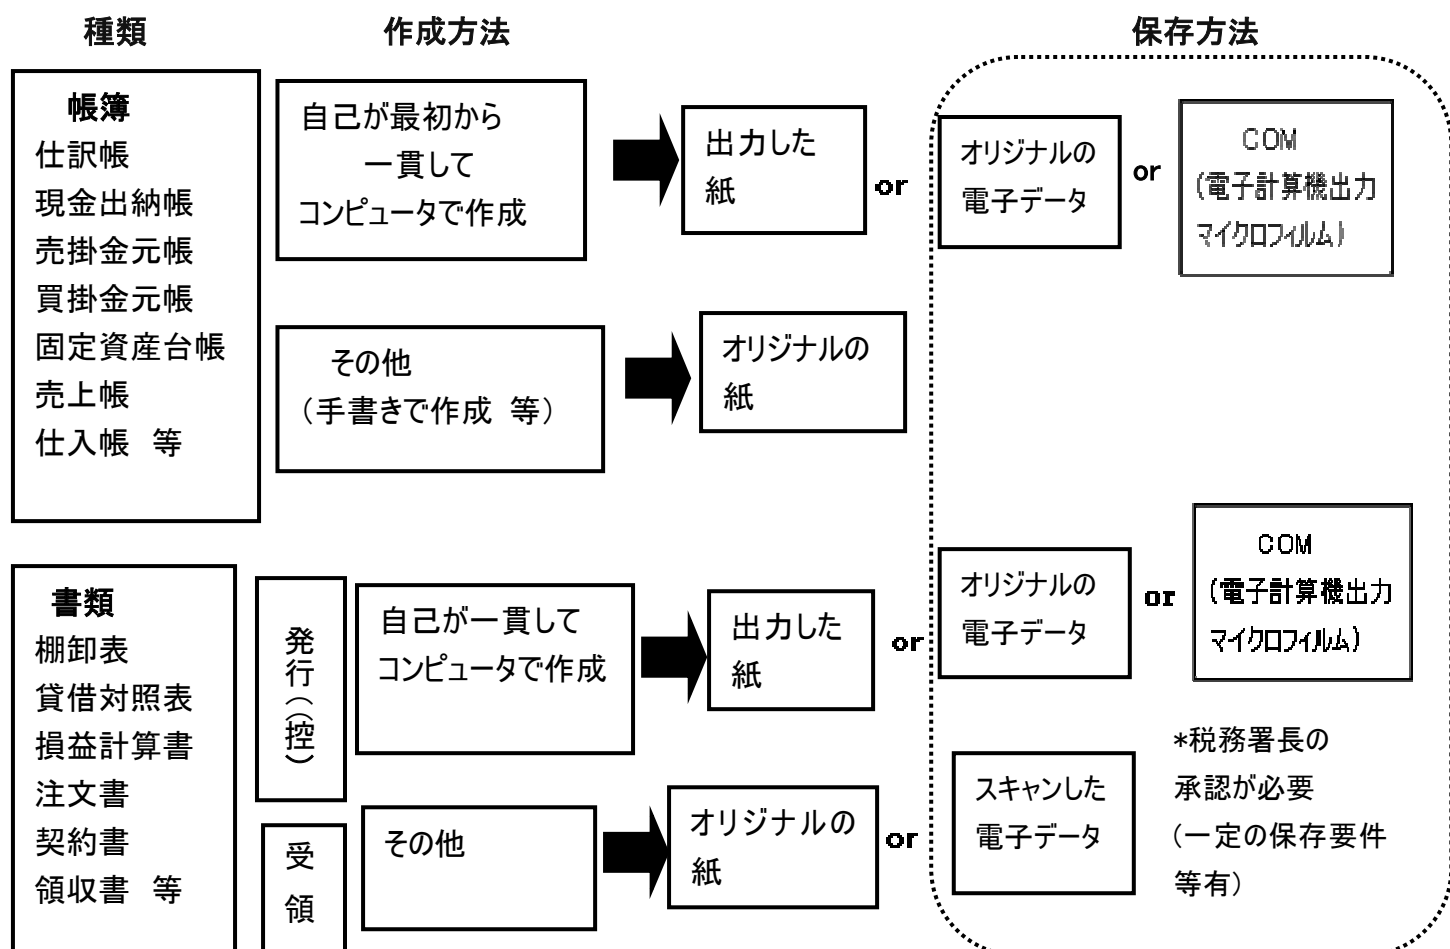 種類
作成方法
保存方法
帳簿
仕訳帳
現金出納帳
売掛金元帳
買掛金元帳
固定資産台帳
売上帳
仕入帳 等
自己が最初から
一貫して
コンピュータで作成
出力した
紙
or
オリジナルの
電子データ
or
COM
(電子計算機出力
マイクロフィルム)
その他
(手書きで作成 等)
オリジナルの
紙
書類
棚卸表
貸借対照表
損益計算書
注文書
契約書
領収書 等
発行((控)
自己が一貫して
コンピュータで作成
出力した
紙
or
オリジナルの
電子データ
or
COM
(電子計算機出力
マイクロフィルム)
受領
その他
オリジナルの
紙
or
スキャンした
電子データ
*税務署長の
承認が必要
(一定の保存要件
等有)